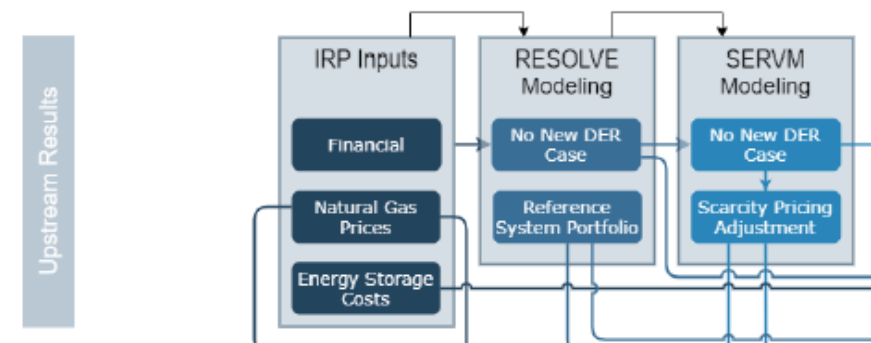 Upstream Results
IRP Inputs
Financial
Natural Gas
Prices
Energy Storage
Costs
RESOLVE
Modeling
No New DER
Case
Reference
System Portfolio
SERVM
Modeling
No New DER
Case
Scarcity Pricing
Adjustment